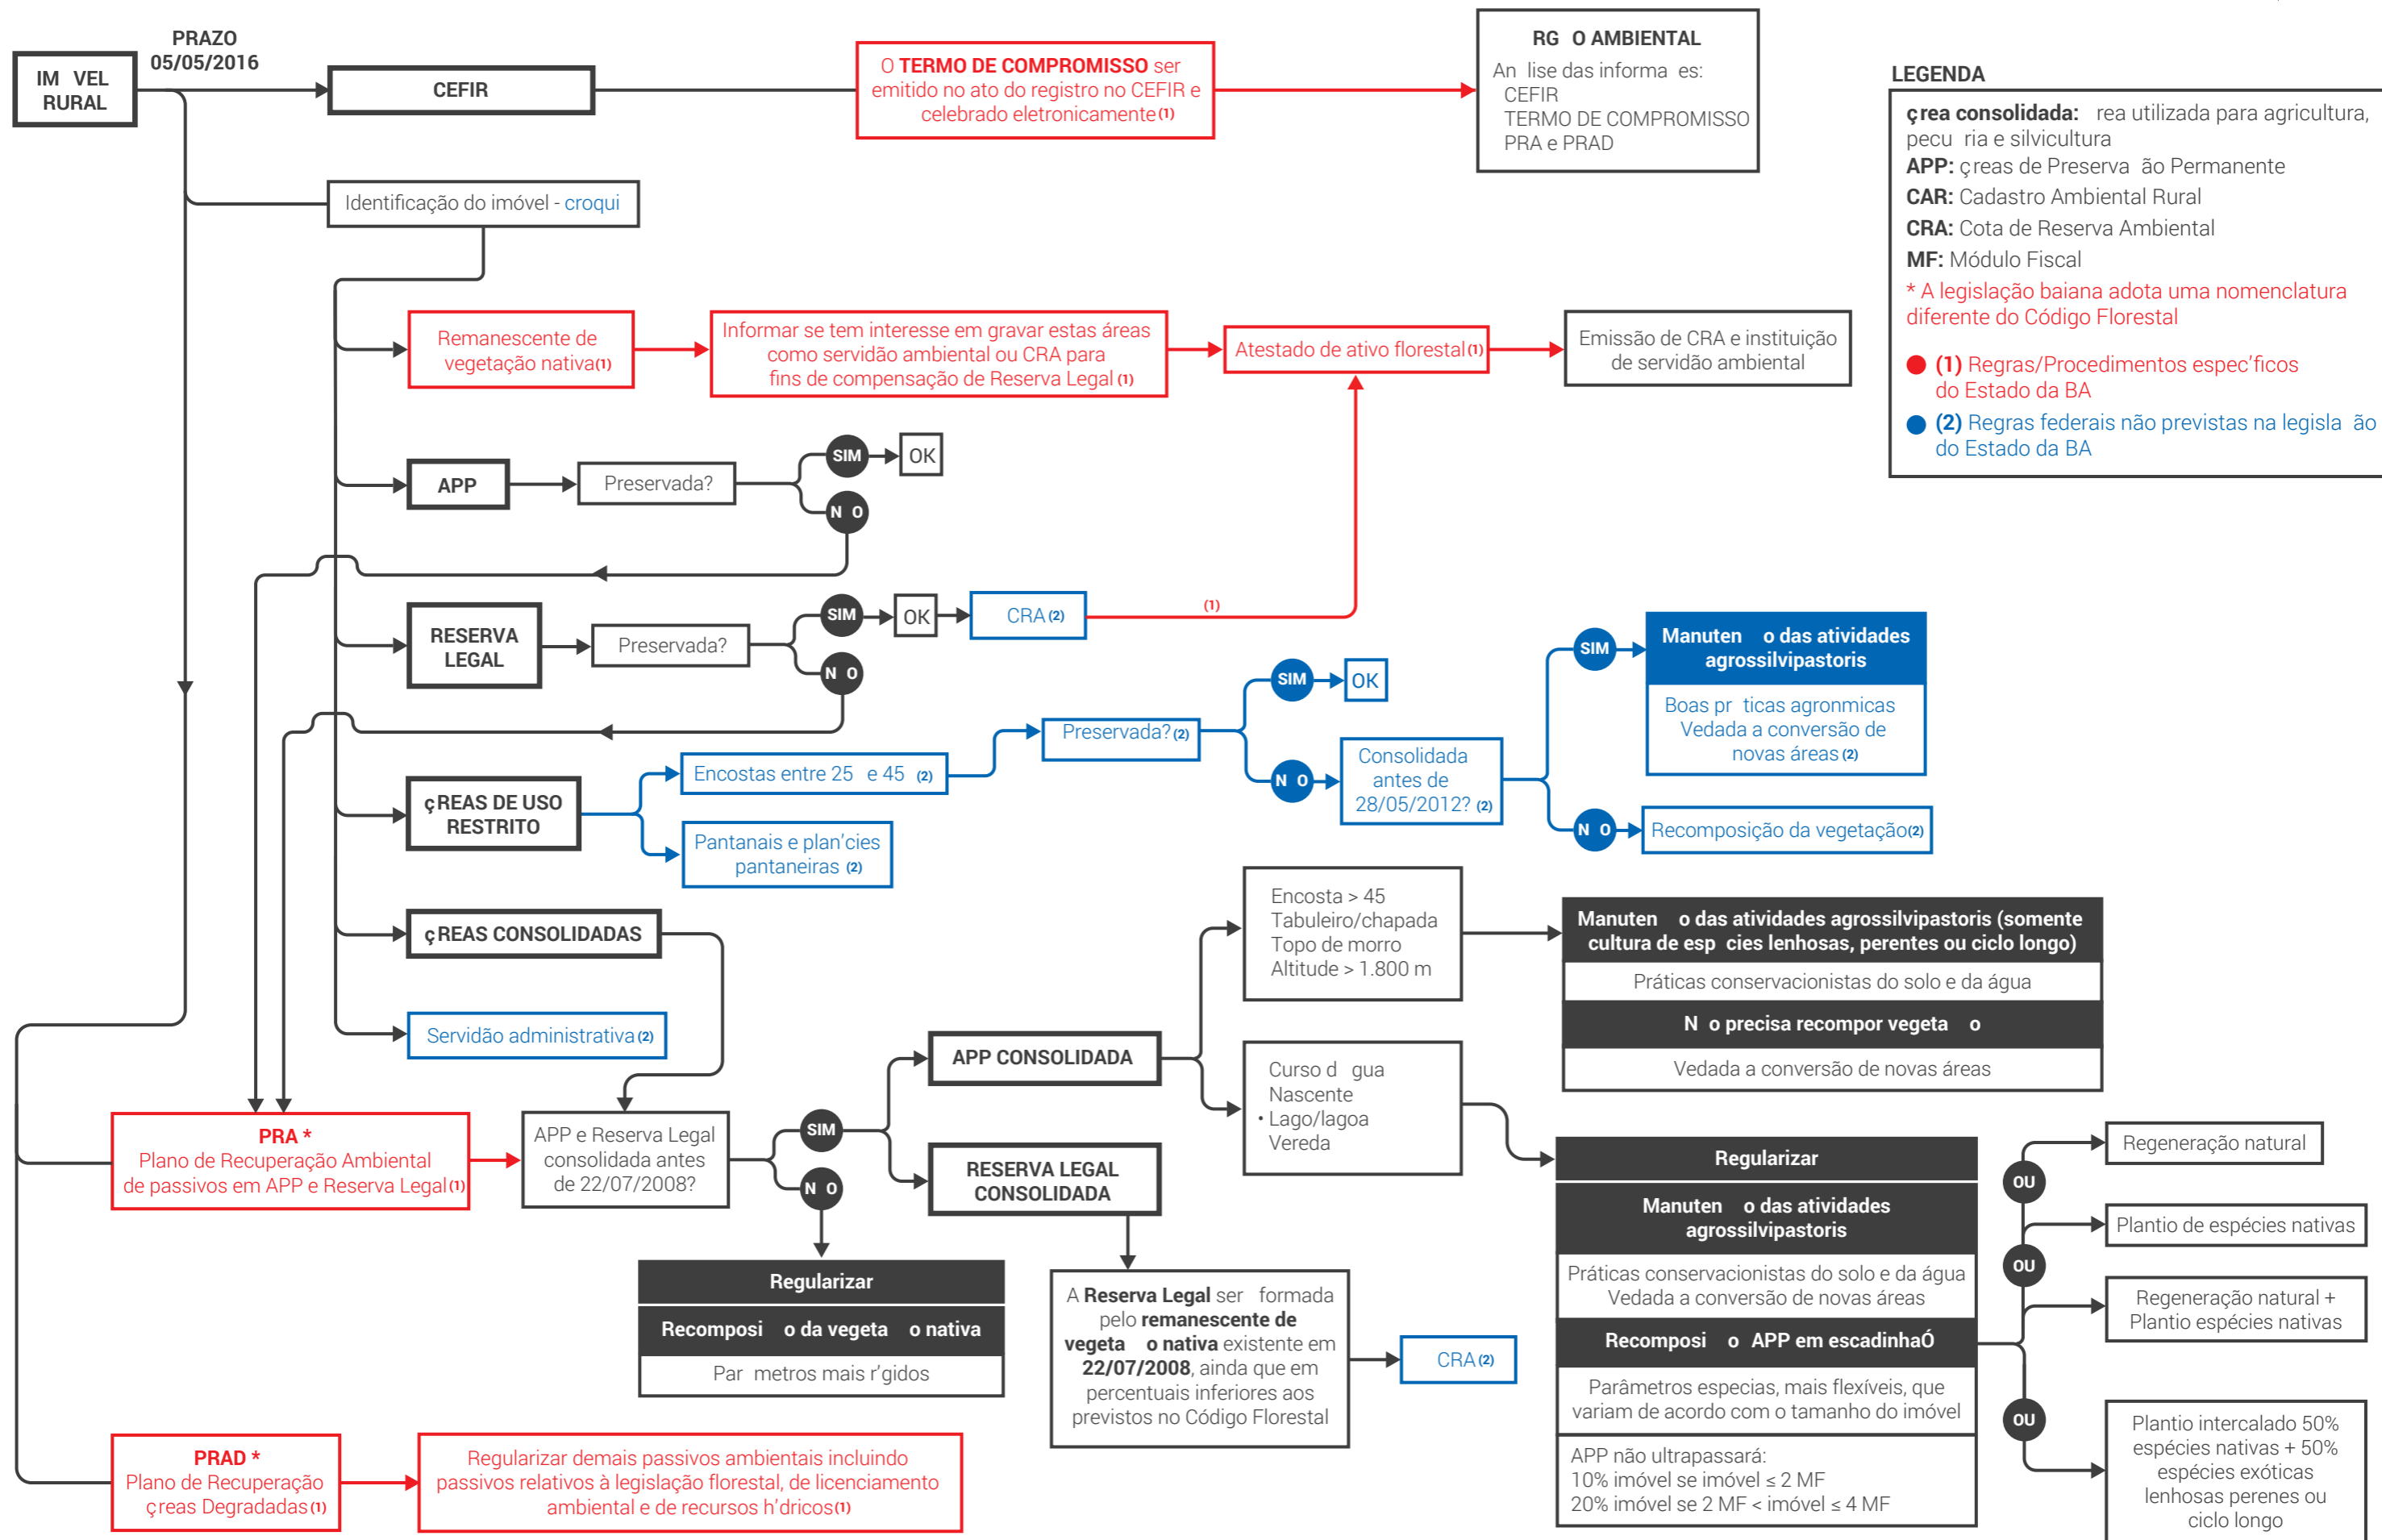 PRAZO
05/05/2016
IM VEL
RURAL
CEFIR
O TERMO DE COMPROMISSO ser
emitido no ato do registro no CEFIR e
celebrado eletronicamente (1)
RG O AMBIENTAL
An lise das informa es:
CEFIR
TERMO DE COMPROMISSO
PRA e PRAD
LEGENDA
çrea consolidada: rea utilizada para agricultura,
pecu ria e silvicultura
APP: çreas de Preserva ão Permanente
CAR: Cadastro Ambiental Rural
CRA: Cota de Reserva Ambiental
MF: Módulo Fiscal
* A legislação baiana adota uma nomenclatura
diferente do Código Florestal
(1) Regras/Procedimentos espec'ficos
do Estado da BA
(2) Regras federais não previstas na legisla ão
do Estado da BA
Identificação do imóvel - croqui
Remanescente de
vegetação nativa(1)
Informar se tem interesse em gravar estas áreas
como servidão ambiental ou CRA para
fins de compensação de Reserva Legal (1)
Atestado de ativo florestal(1)
Emissão de CRA e instituição
de servidão ambiental
APP
Preservada?
SIM
OK
N O
RESERVA
LEGAL
Preservada?
SIM
OK
N O
CRA(2)
(1)
çREAS DE USO
RESTRITO
Encostas entre 25 e 45 (2)
Pantanais e plan'cies
pantaneiras (2)
Preservada?(2)
SIM
OK
N O
Consolidada
antes de
28/05/2012? (2)
SIM
Manuten o das atividades
agrossilvipastoris
Boas pr ticas agronmicas
Vedada a conversão de
novas áreas (2)
N O
Recomposição da vegetação(2)
çREAS CONSOLIDADAS
Servidão administrativa(2)
PRA *
Plano de Recuperação Ambiental
de passivos em APP e Reserva Legal(1)
APP e Reserva Legal
consolidada antes
de 22/07/2008?
SIM
N O
APP CONSOLIDADA
RESERVA LEGAL
CONSOLIDADA
Encosta > 45
Tabuleiro/chapada
Topo de morro
Altitude > 1.800 m
Manuten o das atividades agrossilvipastoris (somente
cultura de esp cies lenhosas, perentes ou ciclo longo)
Práticas conservacionistas do solo e da água
N o precisa recompor vegeta o
Vedada a conversão de novas áreas
Curso d gua
Nascente
• Lago/lagoa
Vereda
Regularizar
Manuten o das atividades
agrossilvipastoris
Práticas conservacionistas do solo e da água
Vedada a conversão de novas áreas
Recomposi o APP em escadinhaÓ
Parâmetros especias, mais flexíveis, que
variam de acordo com o tamanho do imóvel
APP não ultrapassará:
10% imóvel se imóvel ≤ 2 MF
20% imóvel se 2 MF < imóvel ≤ 4 MF
Regeneração natural
OU
Plantio de espécies nativas
OU
Regeneração natural +
Plantio espécies nativas
OU
Plantio intercalado 50%
espécies nativas + 50%
espécies exóticas
lenhosas perenes ou
ciclo longo
Regularizar
Recomposi o da vegeta o nativa
Par metros mais r'gidos
A Reserva Legal ser formada
pelo remanescente de
vegeta o nativa existente em
22/07/2008, ainda que em
percentuais inferiores aos
previstos no Código Florestal
CRA(2)
PRAD *
Plano de Recuperação
çreas Degradadas(1)
Regularizar demais passivos ambientais incluindo
passivos relativos à legislação florestal, de licenciamento
ambiental e de recursos h'dricos(1)